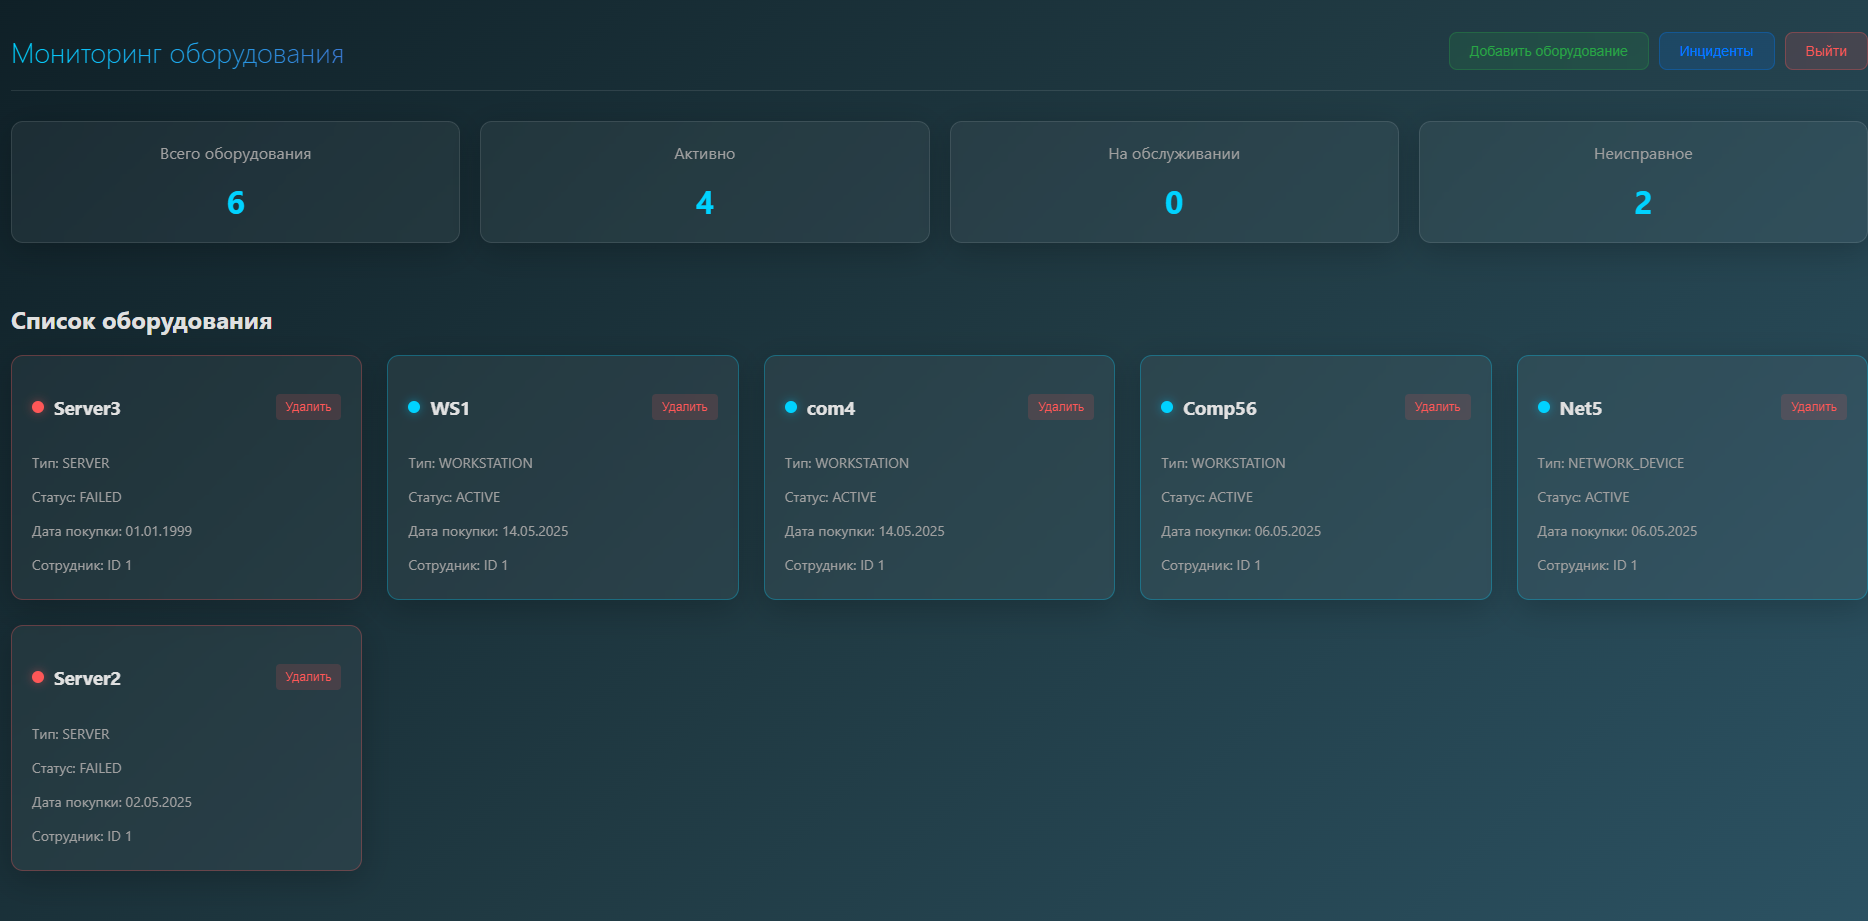 Мониторинг оборудования
Добавить оборудование
Инциденты
Выйти
Всего оборудования
6
Активно
4
На обслуживании
0
Неисправное
2
Список оборудования
Server3
Удалить
Тип: SERVER
Статус: FAILED
Дата покупки: 01.01.1999
Сотрудник: ID 1
WS1
Удалить
Тип: WORKSTATION
Статус: ACTIVE
Дата покупки: 14.05.2025
Сотрудник: ID 1
com4
Удалить
Тип: WORKSTATION
Статус: ACTIVE
Дата покупки: 14.05.2025
Сотрудник: ID 1
Comp56
Удалить
Тип: WORKSTATION
Статус: ACTIVE
Дата покупки: 06.05.2025
Сотрудник: ID 1
Net5
Удалить
Тип: NETWORK_DEVICE
Статус: ACTIVE
Дата покупки: 06.05.2025
Сотрудник: ID 1
Server2
Удалить
Тип: SERVER
Статус: FAILED
Дата покупки: 02.05.2025
Сотрудник: ID 1